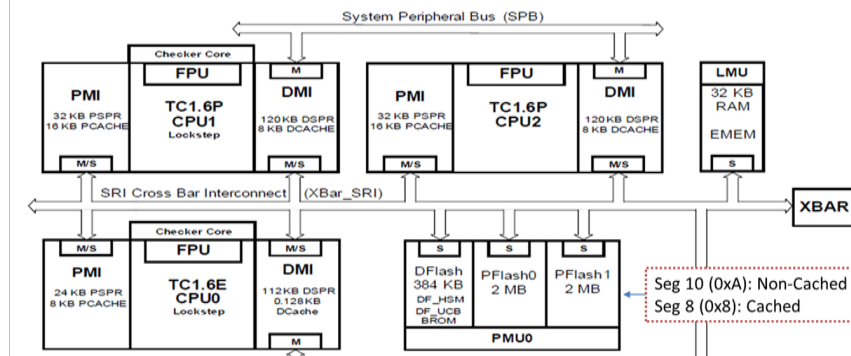 System Peripheral Bus (SPB)
Checker Core
PMI
32 KB PSPR
16 KB PCACHE
M/S
FPU
TC1.6P
CPU1
Lockstep
M
DMI
120KB DSPR
8 KB DCACHE
M/S
PMI
32 KB PSPR
16 KB PCACHE
M/S
FPU
TC1.6P
CPU2
M
DMI
120 KB DSPR
8 KB DCACHE
M/S
LMU
32 KB
RAM
EMEM
S
SRI Cross Bar Interconnect (XBar_SRI)
XBAR
Checker Core
M/S
PMI
24 KB PSPR
8 KB PCACHE
FPU
TC1.6E
CPU0
Lockstep
M/S
DMI
112KB DSPR
0.128KB
DCache
M
S
DFlash
384 KB
DF_HSM
DF_UCB
BROM
S
PFlash0
2 MB
S
PFlash1
2 MB
PMU0
Seg 10 (0xA): Non-Cached
Seg 8 (0x8): Cached